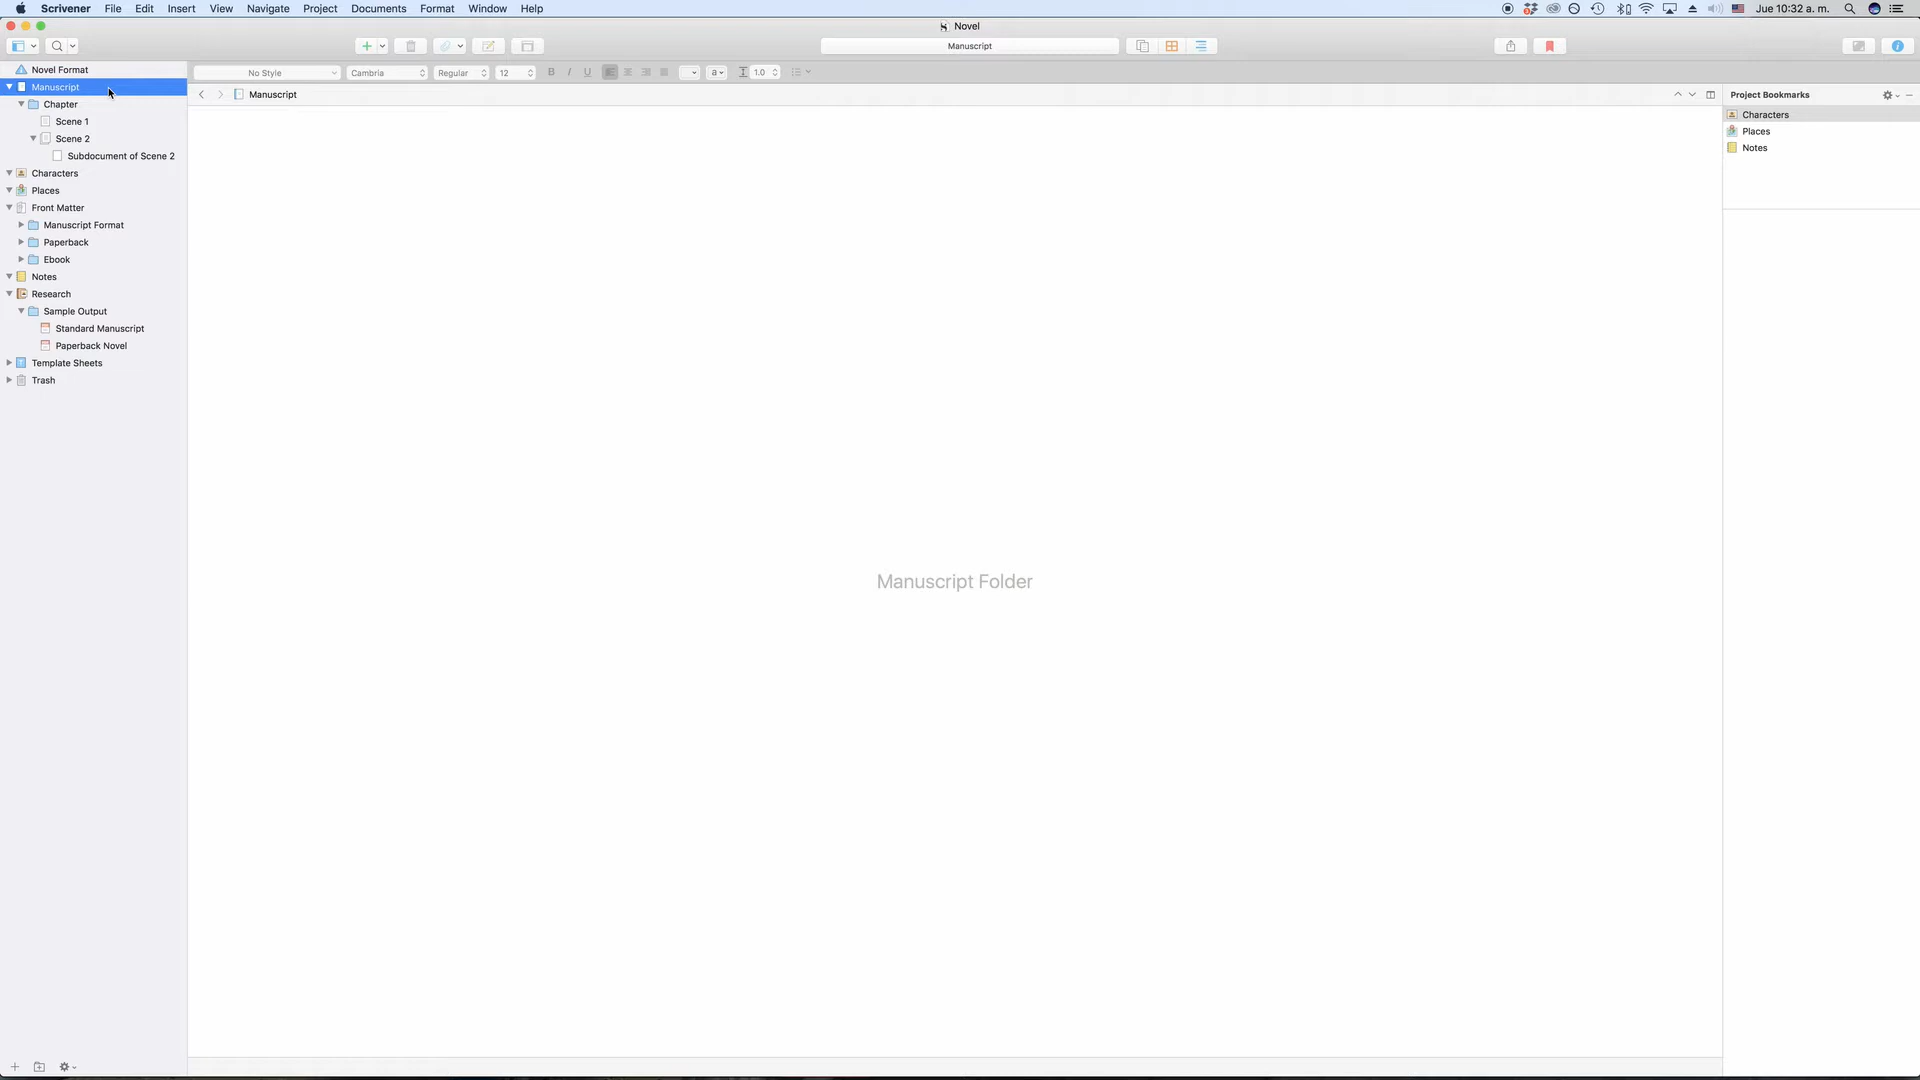 Scrivener File Edit Insert View Navigate Project Documents Format Window Help Jue 10:32 a. m.
Novel
Manuscript
Novel Format
No Style Cambria Regular 12 B I U a 1.0
Manuscript
Manuscript
Project Bookmarks
Chapter
Characters
Scene 1
Places
Scene 2
Notes
Subdocument of Scene 2
Characters
Places
Front Matter
Manuscript Format
Paperback
Ebook
Notes
Research
Sample Output
Standard Manuscript
Paperback Novel
Template Sheets
Trash
Manuscript Folder